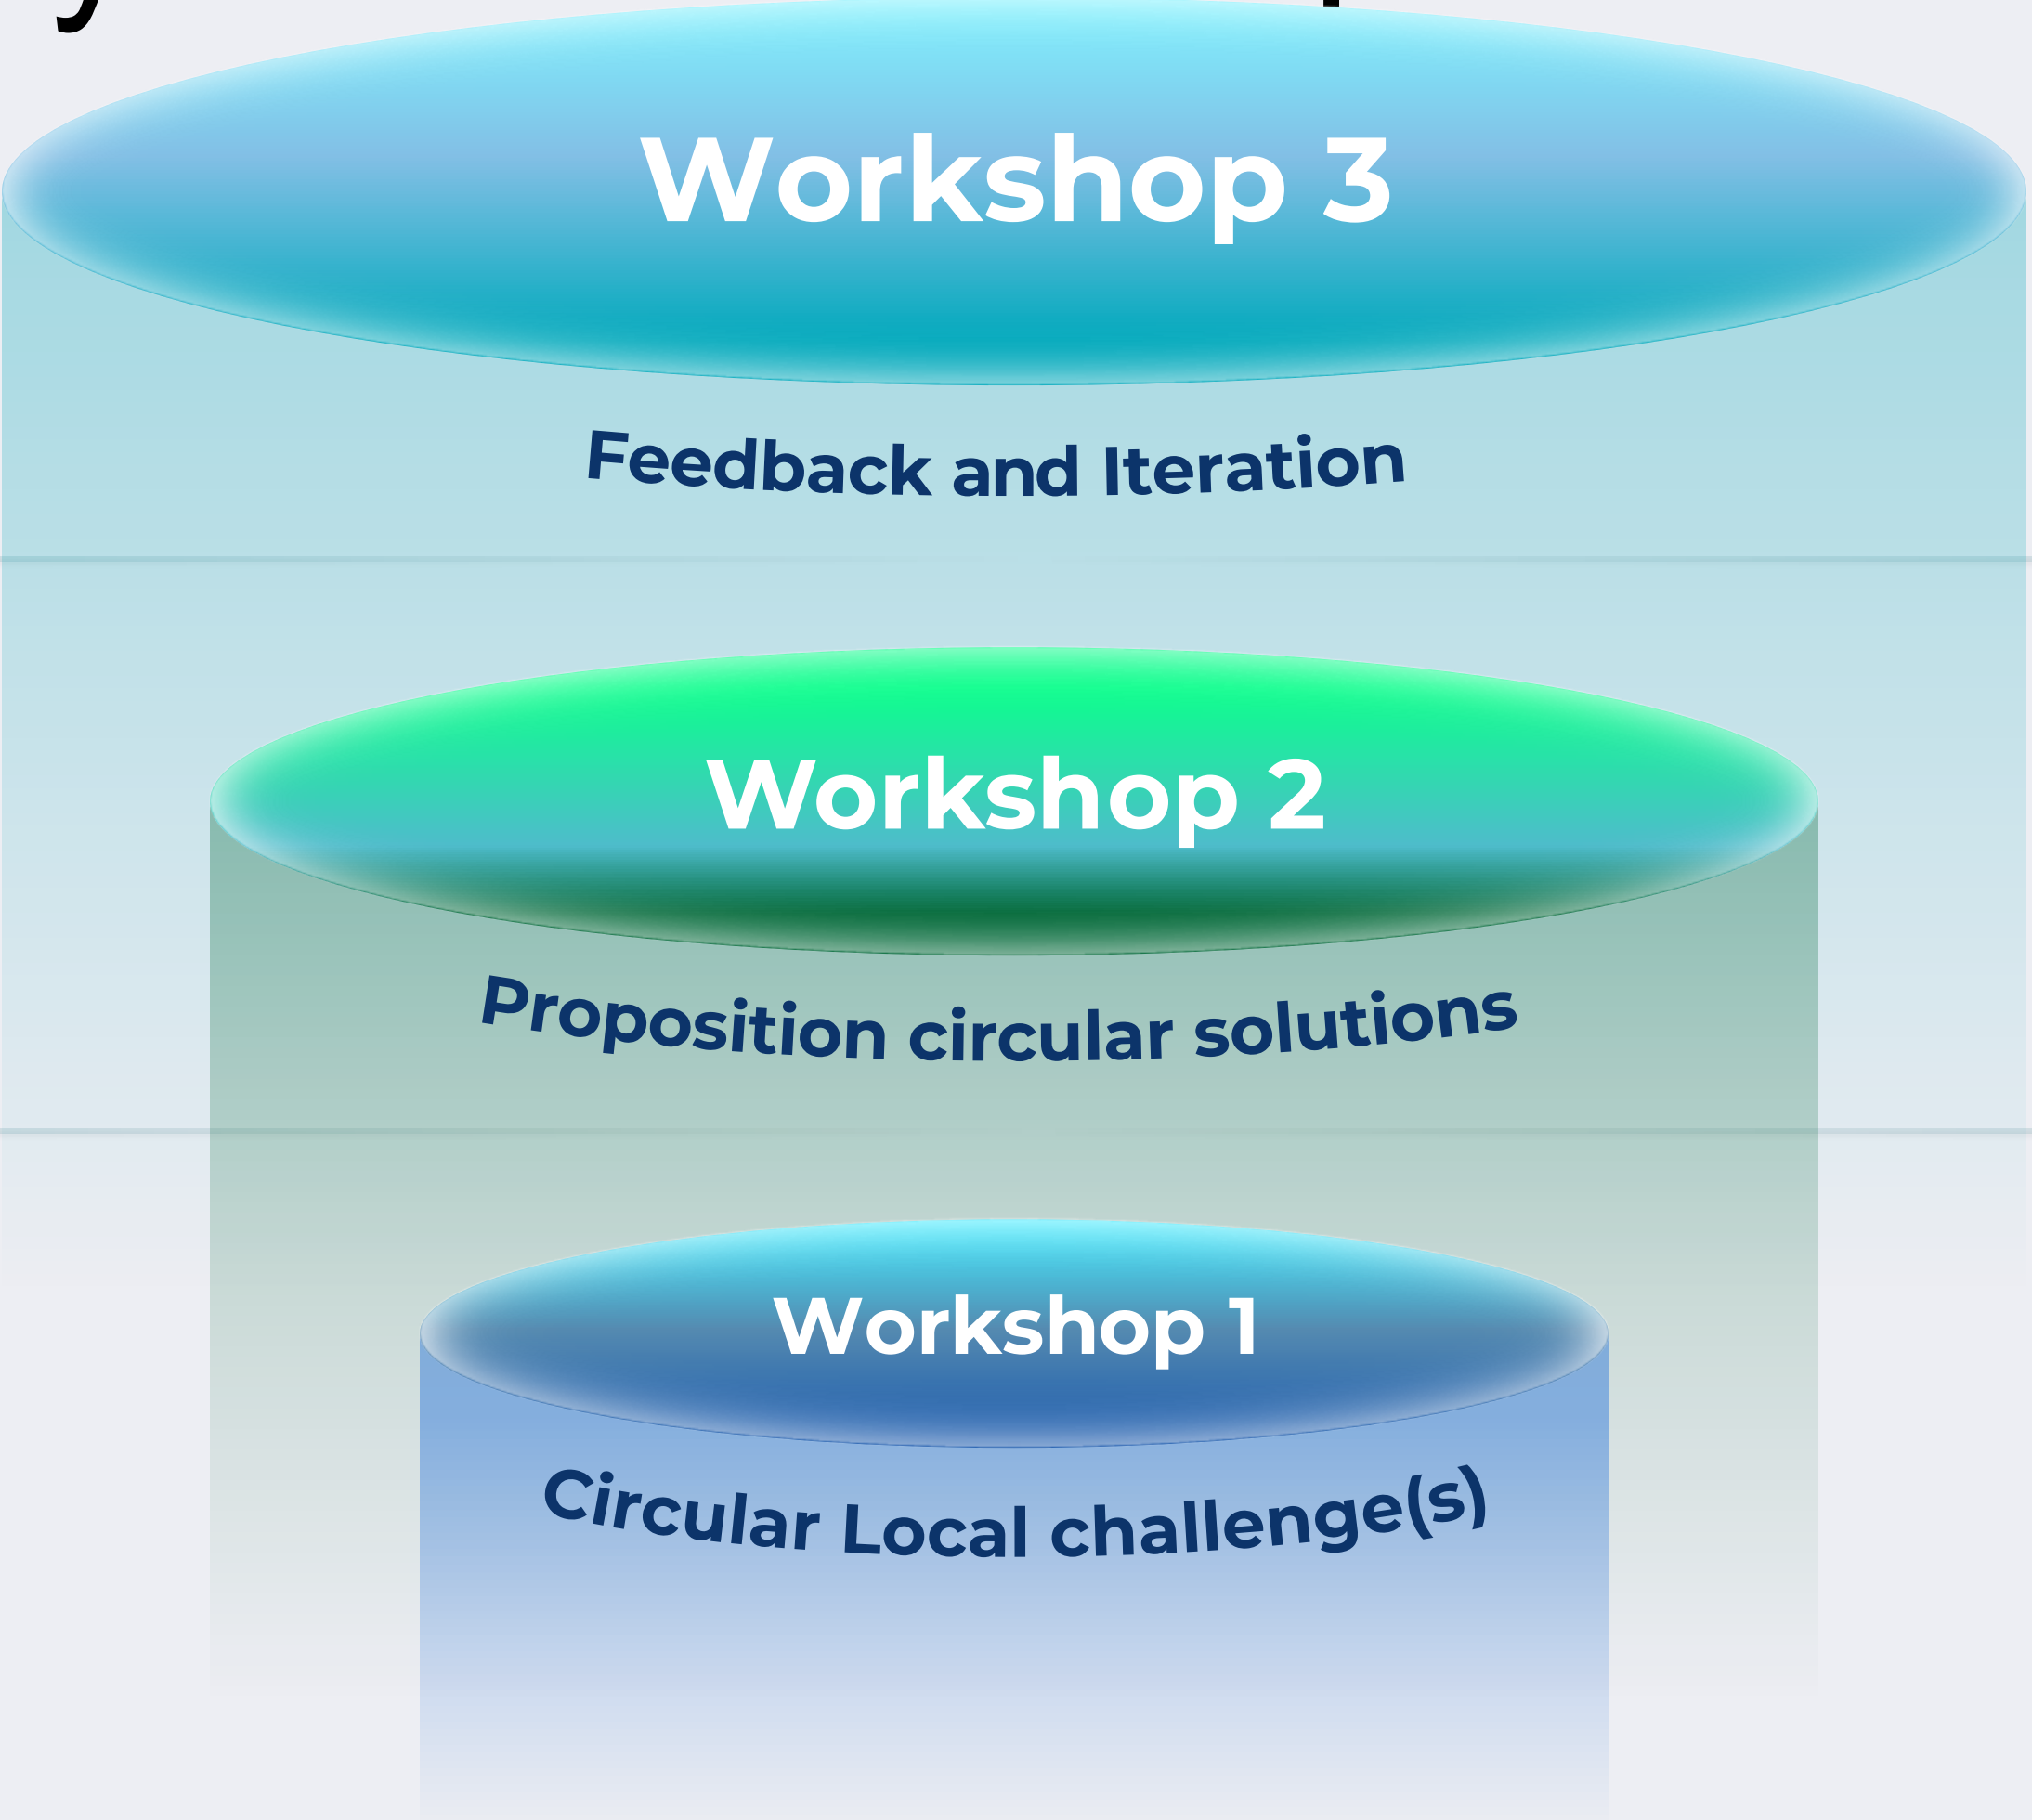 Workshop 3
Feedback and Iteration
Workshop 2
Proposition circular solutions
Workshop 1
Circular Local challenge(s)